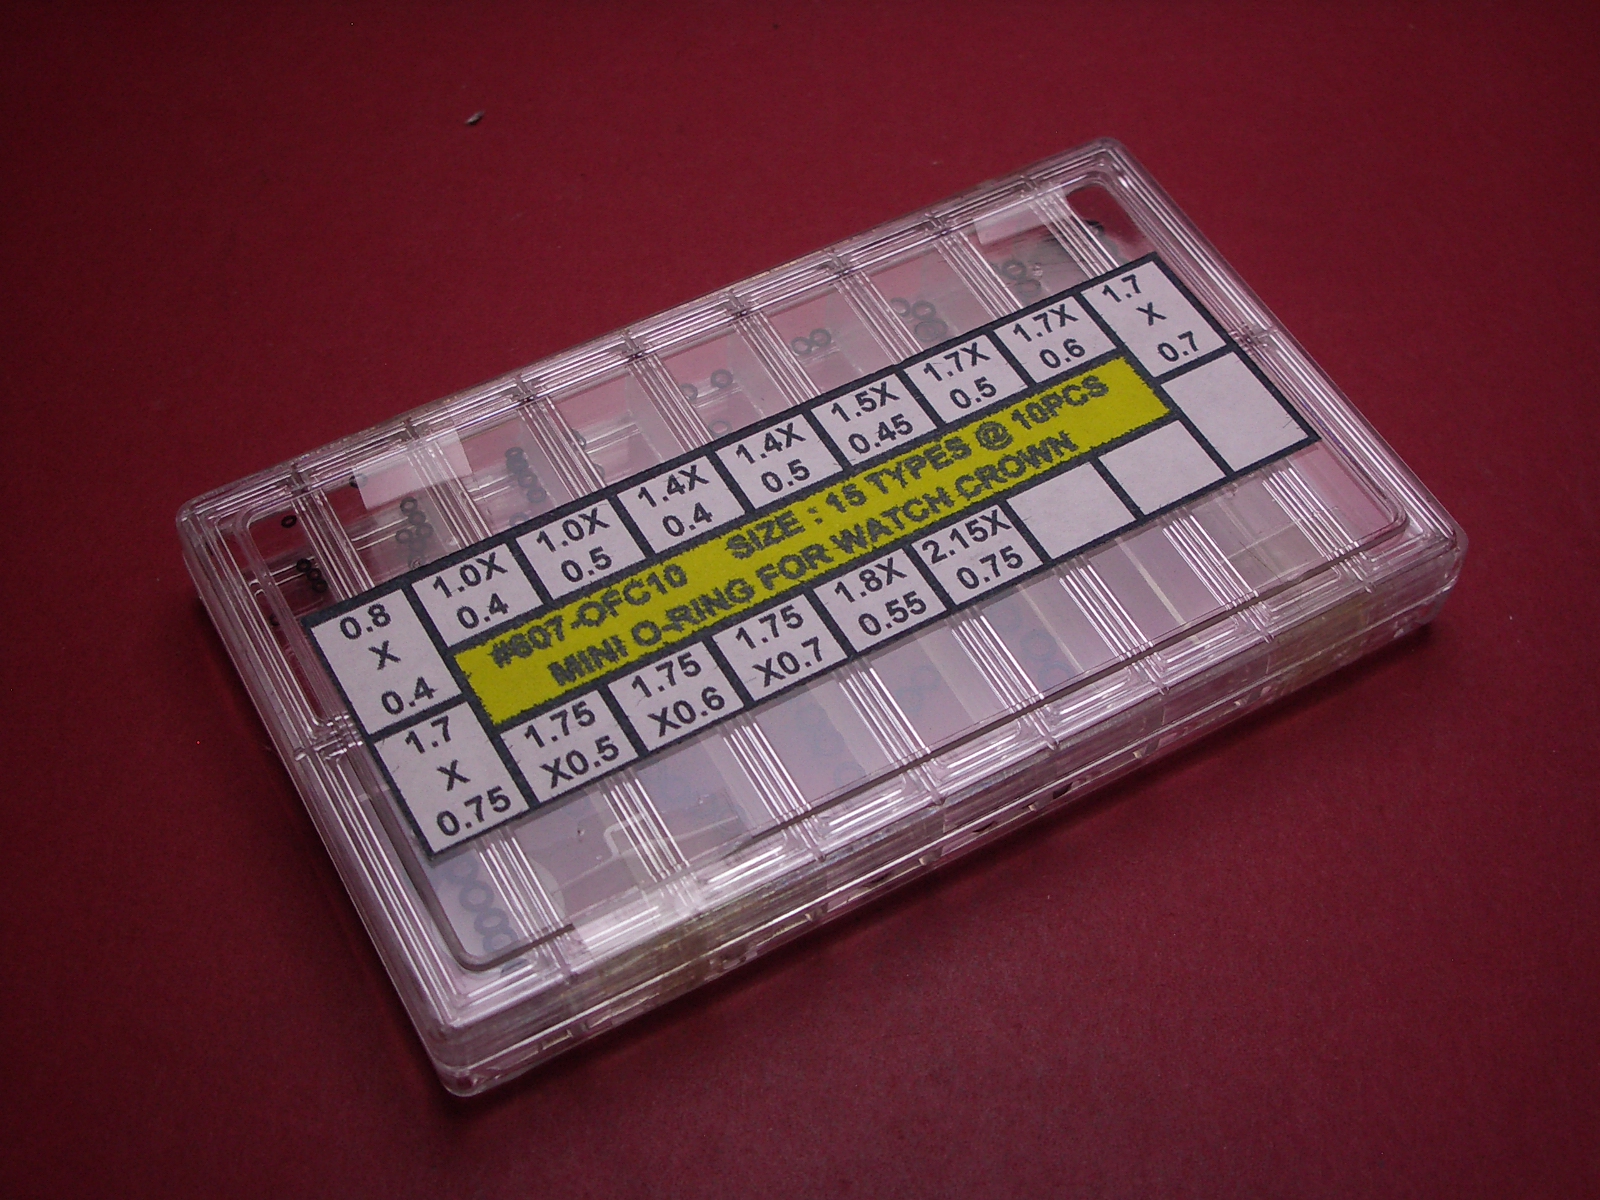 0.8
X
0.4
1.0X
0.4
1.0X
0.5
1.4X
0.4
1.4X
0.5
1.5X
0.45
1.7X
0.5
1.7X
0.6
1.7
X
0.7
#607-OFC10 SIZE : 15 TYPES @ 10PCS
MINI O-RING FOR WATCH CROWN
1.7
X
0.75
1.75
X0.5
1.75
X0.6
1.75
X0.7
1.8X
0.55
2.15X
0.75